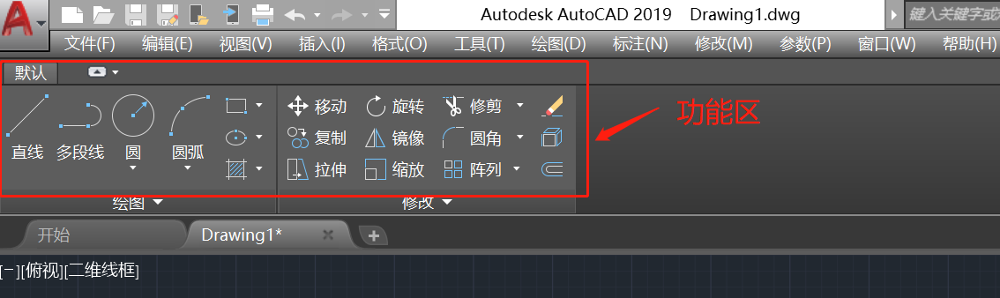 Autodesk AutoCAD 2019 Drawing1.dwg 键入关键字或
文件(F) 编辑(E) 视图(V) 插入(I) 格式(O) 工具(T) 绘图(D) 标注(N) 修改(M) 参数(P) 窗口(W) 帮助(H)
默认
移动 旋转 修剪
功能区
直线 多段线 圆 圆弧
复制 镜像 圆角
拉伸 缩放 阵列
绘图 修改
开始 Drawing1*
[−][俯视][二维线框]